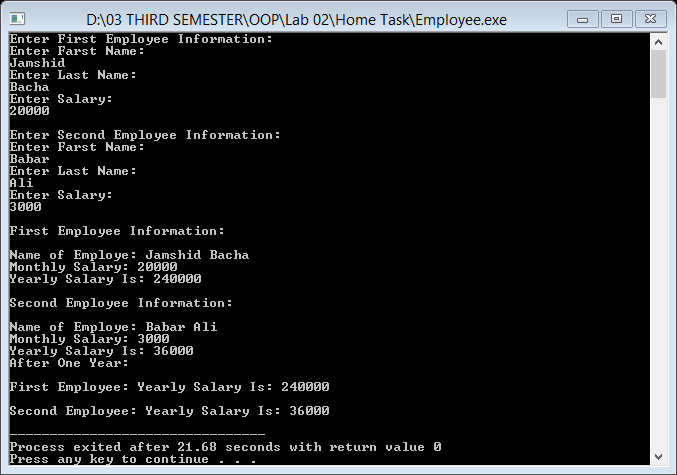 D:\03 THIRD SEMESTER\OOP\Lab 02\Home Task\Employee.exe
Enter First Employee Information:
Enter Farst Name:
Jamshid
Enter Last Name:
Bacha
Enter Salary:
20000
Enter Second Employee Information:
Enter Farst Name:
Babar
Enter Last Name:
Ali
Enter Salary:
3000
First Employee Information:
Name of Employe: Jamshid Bacha
Monthly Salary: 20000
Yearly Salary Is: 240000
Second Employee Information:
Name of Employe: Babar Ali
Monthly Salary: 3000
Yearly Salary Is: 36000
After One Year:
First Employee: Yearly Salary Is: 240000
Second Employee: Yearly Salary Is: 36000
--------------------------------
Process exited after 21.68 seconds with return value 0
Press any key to continue . . .